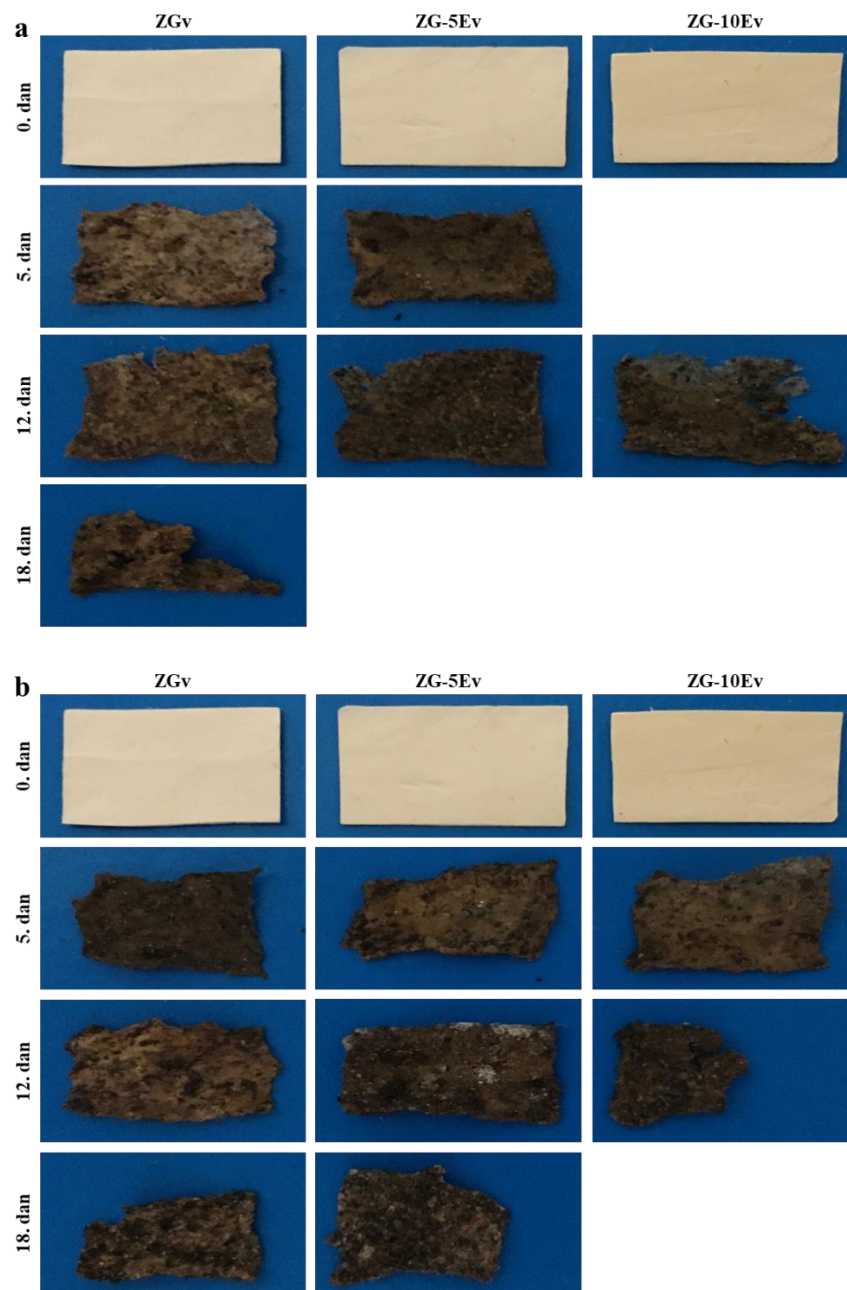 a
ZGv ZG-5Ev ZG-10Ev
0. dan
5. dan
12. dan
18. dan
b
ZGv ZG-5Ev ZG-10Ev
0. dan
5. dan
12. dan
18. dan